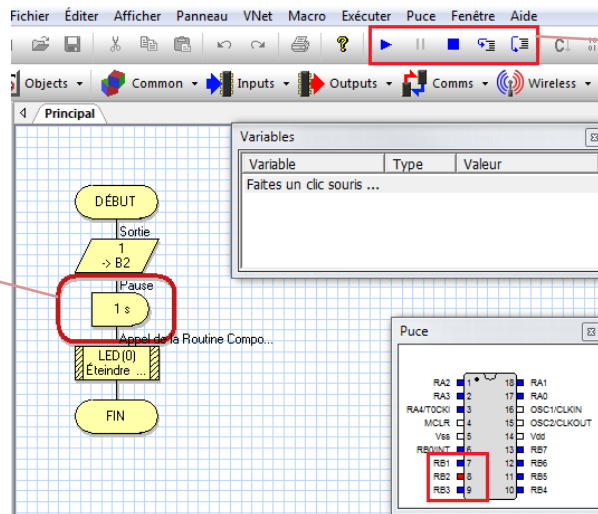 Fichier Éditer Afficher Panneau VNet Macro Exécuter Puce Fenêtre Aide
Objects Common Inputs Outputs Comms Wireless
Principal
Variables
Variable Type Valeur
Faites un clic souris ...
DÉBUT
Sortie
1
-> B2
Pause
1 s
Appel de la Routine Compo...
LED(0)
Éteindre ...
FIN
Puce
RA2 1 18 RA1
RA3 2 17 RA0
RA4/T0CKI 3 16 OSC1/CLKIN
MCLR 4 15 OSC2/CLKOUT
Vss 5 14 Vdd
RB0/INT 6 13 RB7
RB1 7 12 RB6
RB2 8 11 RB5
RB3 9 10 RB4